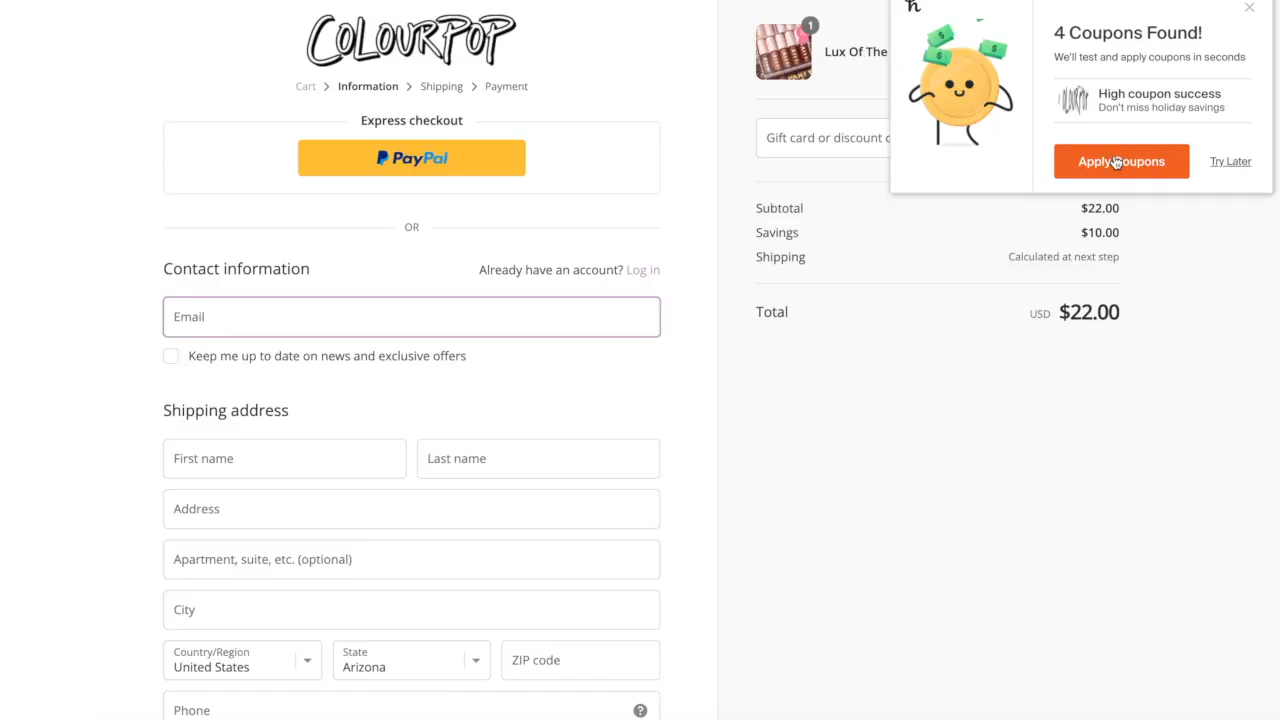 COLOURPOP
Cart > Information > Shipping > Payment
Express checkout
PayPal
OR
Contact information
Already have an account? Log in
Email
Keep me up to date on news and exclusive offers
Shipping address
First name
Last name
Address
Apartment, suite, etc. (optional)
City
Country/Region
United States
State
Arizona
ZIP code
Phone
?
1
Lux Of The
Gift card or discount c
Subtotal
$22.00
Savings
$10.00
Shipping
Calculated at next step
Total
USD $22.00
h
4 Coupons Found!
We'll test and apply coupons in seconds
High coupon success
Don't miss holiday savings
Apply Coupons
Try Later